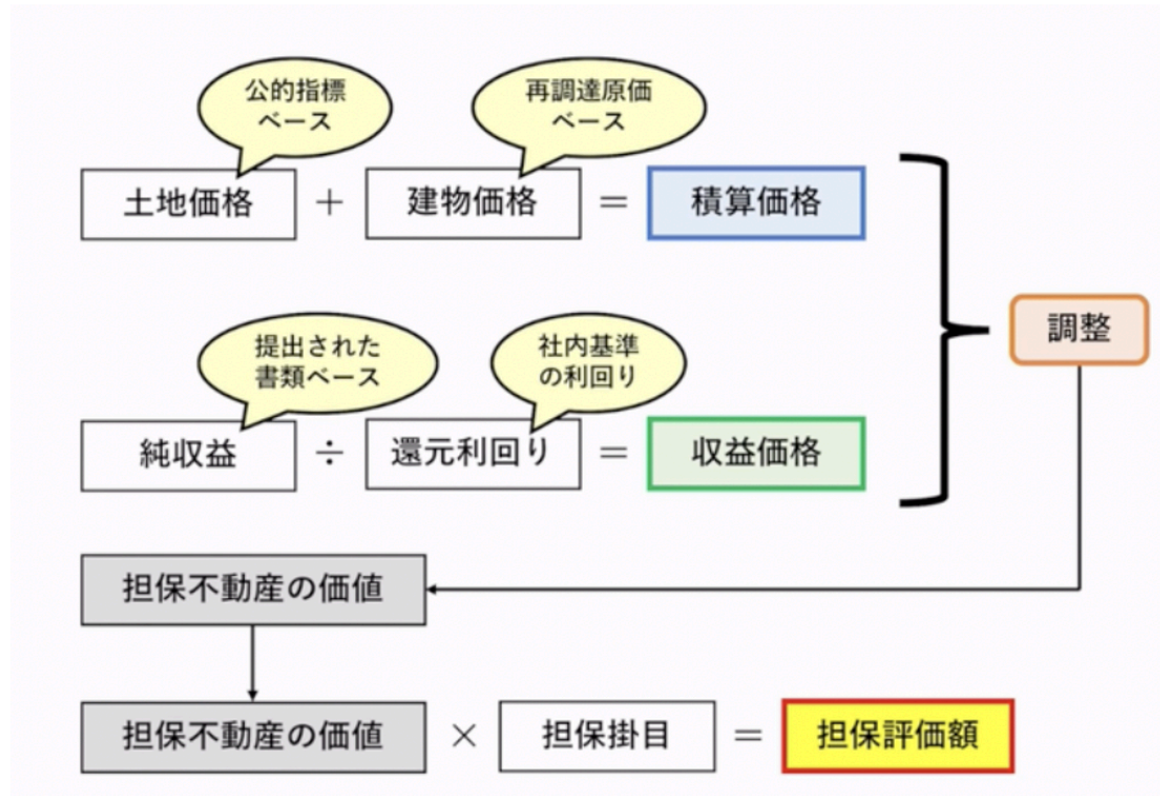 公的指標
ベース
再調達原価
ベース
土地価格 + 建物価格 = 積算価格
調整
提出された
書類ベース
社内基準
の利回り
純収益 ÷ 還元利回り = 収益価格
担保不動産の価値
担保不動産の価値 × 担保掛目 = 担保評価額